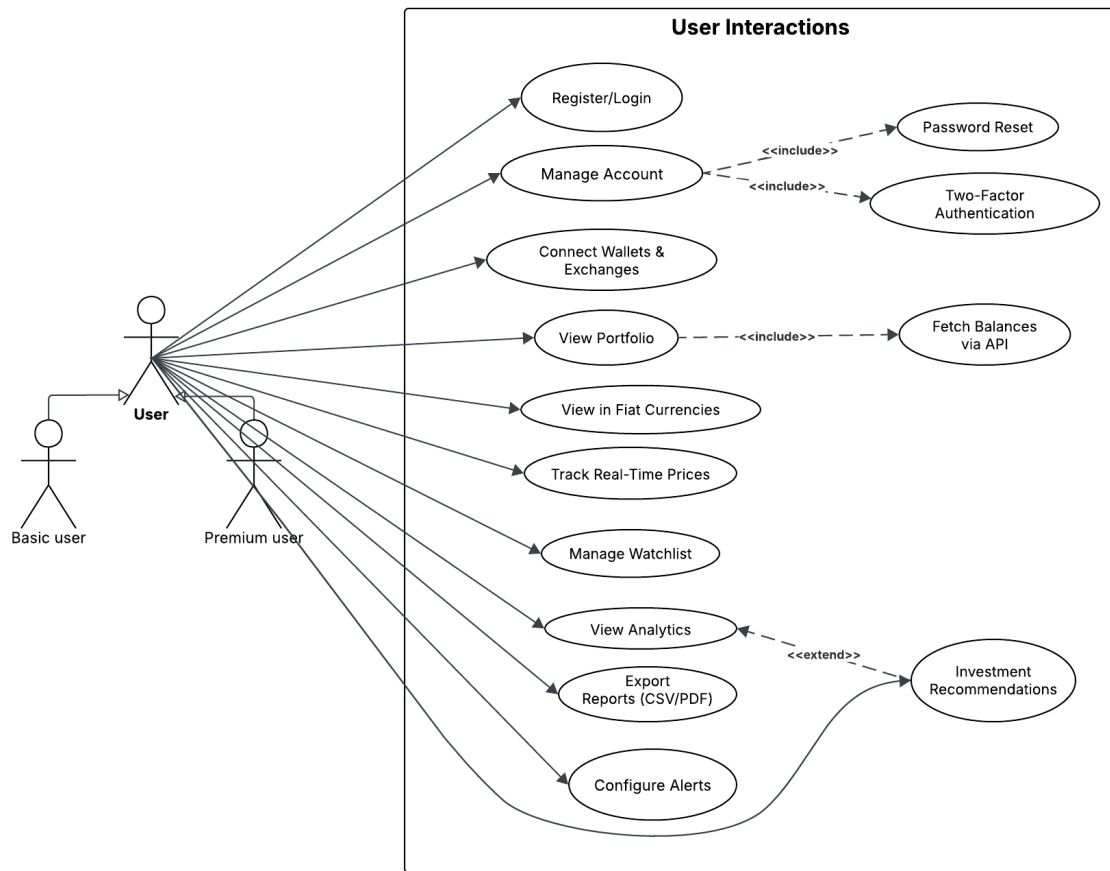 User Interactions
Register/Login
Password Reset
<<include>>
Manage Account
<<include>>
Two-Factor
Authentication
Connect Wallets &
Exchanges
View Portfolio
<<include>>
Fetch Balances
via API
View in Fiat Currencies
User
Track Real-Time Prices
Basic user
Premium user
Manage Watchlist
View Analytics
<<extend>>
Investment
Recommendations
Export
Reports (CSV/PDF)
Configure Alerts